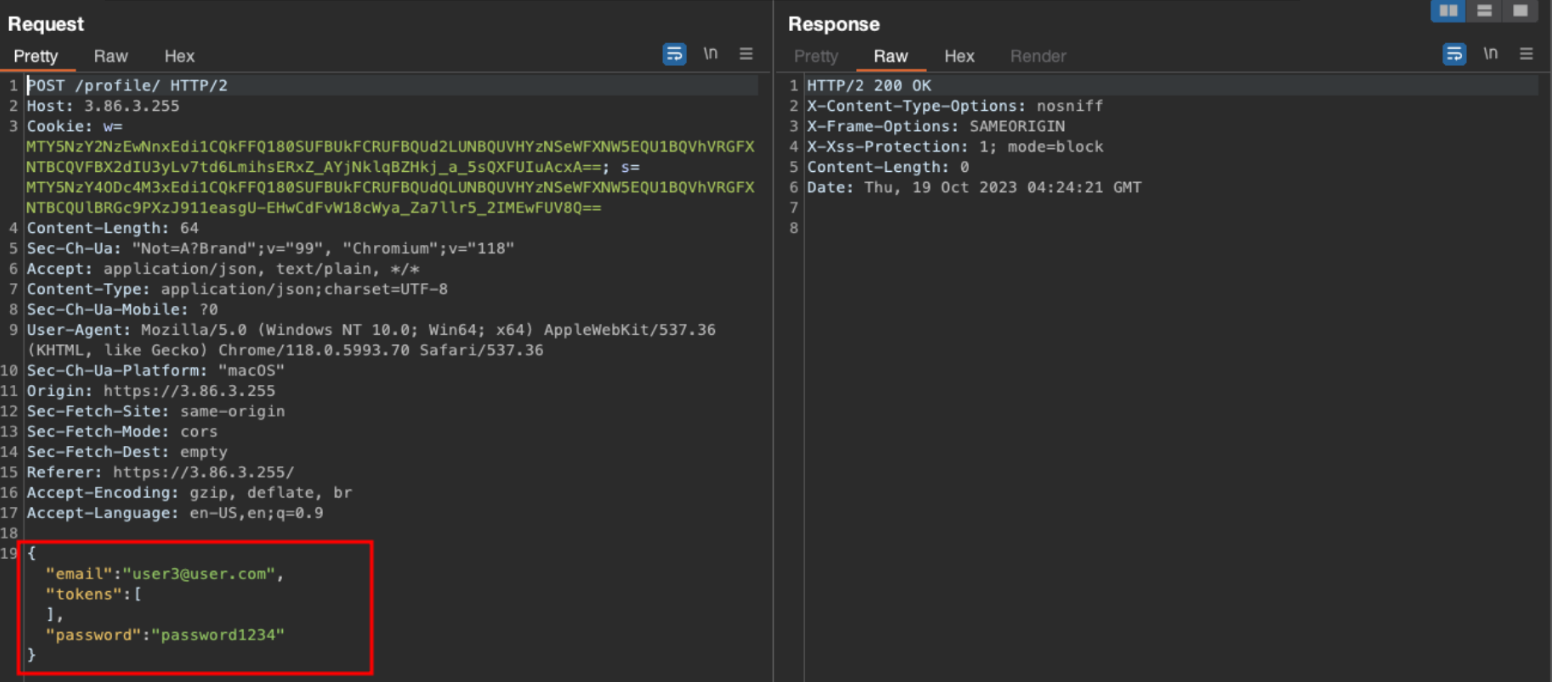 Request
Pretty Raw Hex
\n
1 POST /profile/ HTTP/2
2 Host: 3.86.3.255
3 Cookie: w=
MTY5NzY2NzEwNnxEdi1CQkFFQ180SUFBUkFCRUFBQUd2LUNBQUVHYzNSeWFXNW5EQU1BQVhVRGFX
NTBCQVFBX2dIU3yLv7td6LmihsERxZ_AYjNklqBZHkj_a_5sQXFUIuAcxA==; s=
MTY5NzY4ODc4M3xEdi1CQkFFQ180SUFBUkFCRUFBQUdQLUNBQUVHYzNSeWFXNW5EQU1BQVhVRGFX
NTBCQUlBRGc9PXzJ911easgU-EHwCdFvW18cWya_Za7llr5_2IMEwFUV8Q==
4 Content-Length: 64
5 Sec-Ch-Ua: "Not=A?Brand";v="99", "Chromium";v="118"
6 Accept: application/json, text/plain, */*
7 Content-Type: application/json;charset=UTF-8
8 Sec-Ch-Ua-Mobile: ?0
9 User-Agent: Mozilla/5.0 (Windows NT 10.0; Win64; x64) AppleWebKit/537.36
(KHTML, like Gecko) Chrome/118.0.5993.70 Safari/537.36
10 Sec-Ch-Ua-Platform: "macOS"
11 Origin: https://3.86.3.255
12 Sec-Fetch-Site: same-origin
13 Sec-Fetch-Mode: cors
14 Sec-Fetch-Dest: empty
15 Referer: https://3.86.3.255/
16 Accept-Encoding: gzip, deflate, br
17 Accept-Language: en-US,en;q=0.9
18
19 {
"email":"user3@user.com",
"tokens":[
],
"password":"password1234"
}
Response
Pretty Raw Hex Render
\n
1 HTTP/2 200 OK
2 X-Content-Type-Options: nosniff
3 X-Frame-Options: SAMEORIGIN
4 X-Xss-Protection: 1; mode=block
5 Content-Length: 0
6 Date: Thu, 19 Oct 2023 04:24:21 GMT
7
8